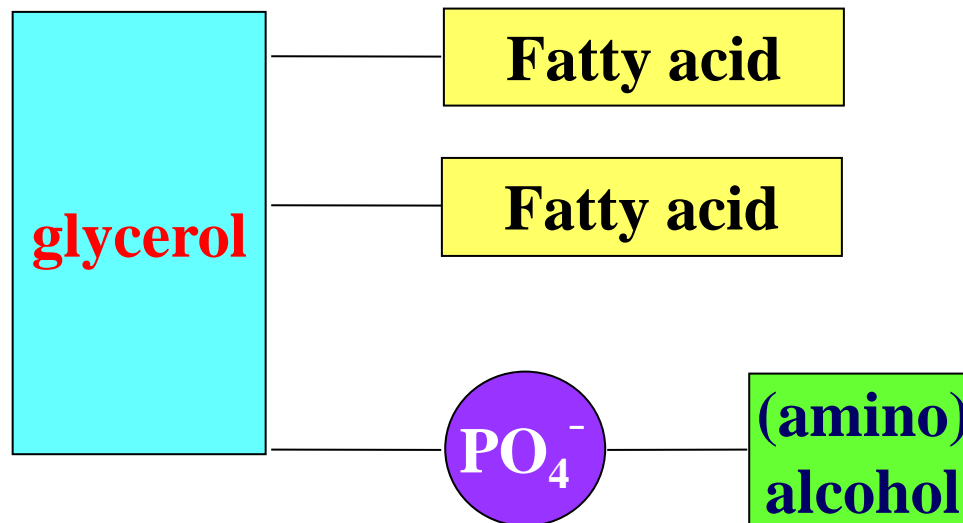 Fatty acid
Fatty acid
glycerol
PO₄⁻
(amino)
alcohol